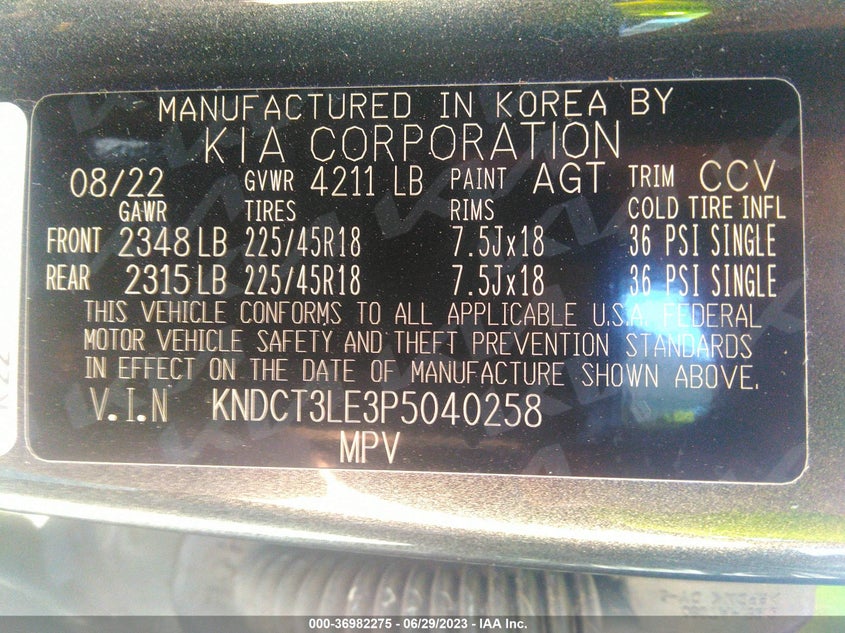 MANUFACTURED IN KOREA BY
KIA CORPORATION
08/22 GVWR 4211 LB PAINT AGT TRIM CCV
GAWR TIRES RIMS COLD TIRE INFL
FRONT 2348 LB 225/45R18 7.5Jx18 36 PSI SINGLE
REAR 2315 LB 225/45R18 7.5Jx18 36 PSI SINGLE
THIS VEHICLE CONFORMS TO ALL APPLICABLE U.S.A. FEDERAL
MOTOR VEHICLE SAFETY AND THEFT PREVENTION STANDARDS
IN EFFECT ON THE DATE OF MANUFACTURE SHOWN ABOVE.
V.I.N KNDCT3LE3P5040258
MPV
000-36982275 - 06/29/2023 - IAA Inc.